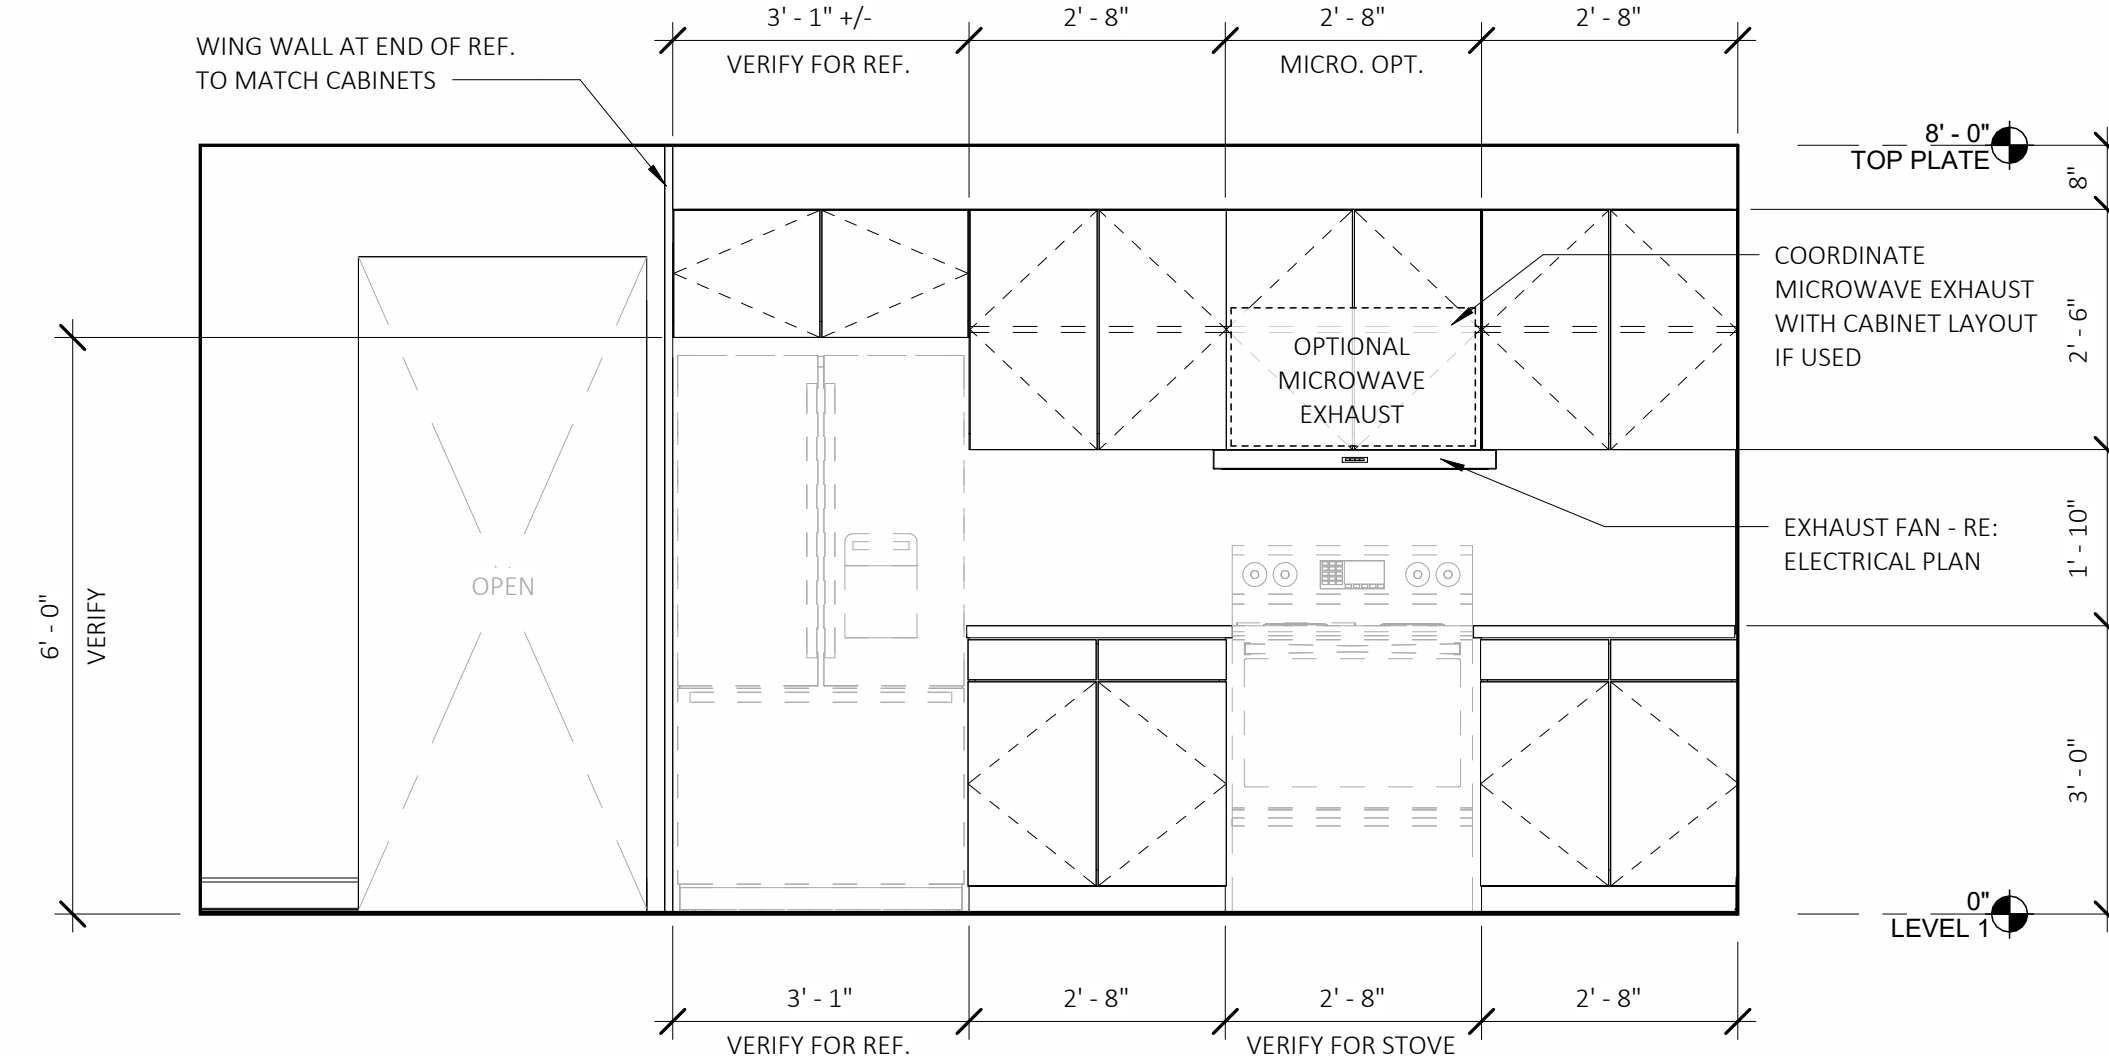 3' - 1" +/-
2' - 8"
2' - 8"
2' - 8"
VERIFY FOR REF.
MICRO. OPT.
WING WALL AT END OF REF.
TO MATCH CABINETS
8' - 0"
TOP PLATE
8"
COORDINATE
MICROWAVE EXHAUST
WITH CABINET LAYOUT
IF USED
2' - 6"
OPTIONAL
MICROWAVE
EXHAUST
EXHAUST FAN - RE:
ELECTRICAL PLAN
1' - 10"
OPEN
6' - 0"
VERIFY
3' - 0"
0"
LEVEL 1
3' - 1"
2' - 8"
2' - 8"
2' - 8"
VERIFY FOR REF.
VERIFY FOR STOVE